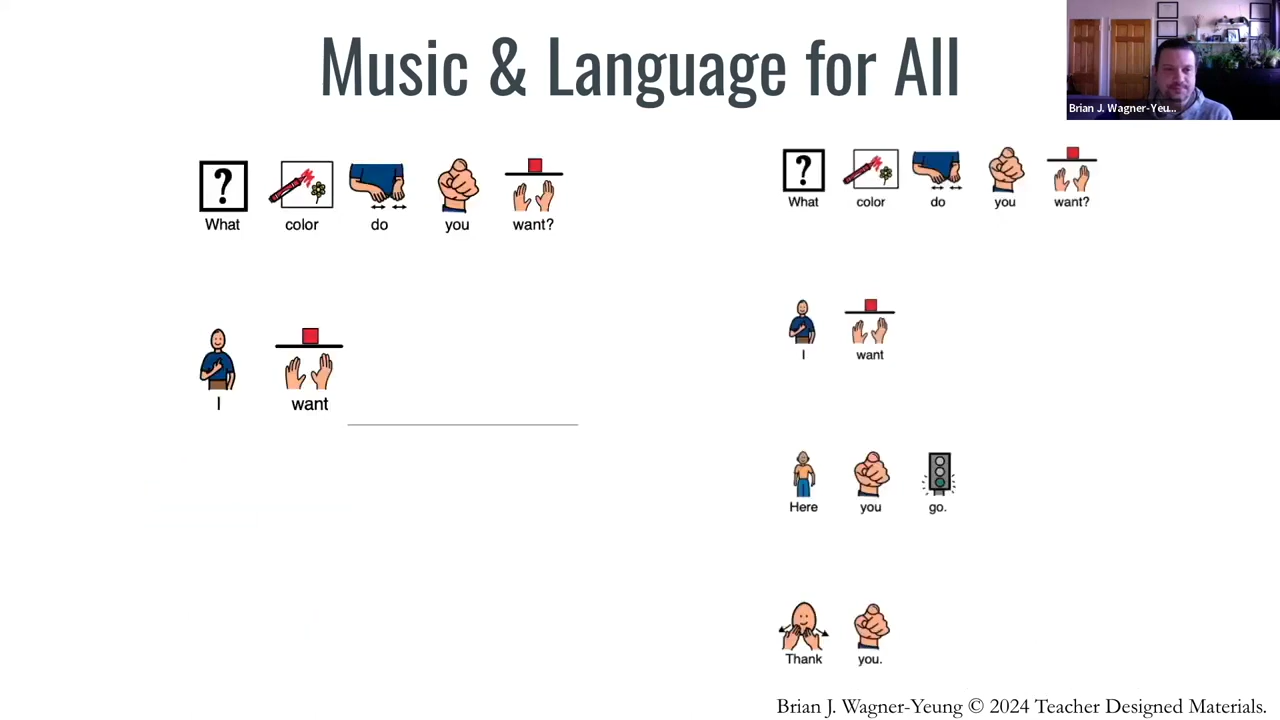 Music & Language for All
Brian J. Wagner-Yeu...
What color do you want?
I want
What color do you want?
I want
Here you go.
Thank you.
Brian J. Wagner-Yeung © 2024 Teacher Designed Materials.